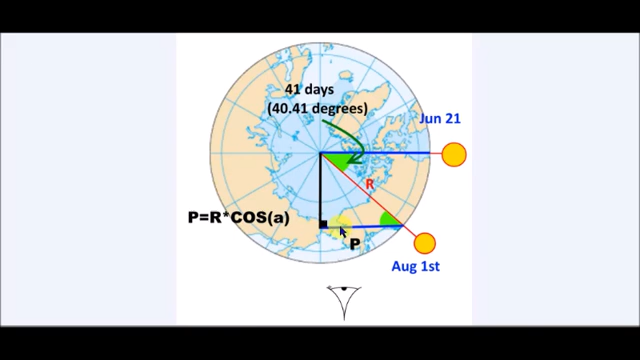 41 days
(40.41 degrees)
Jun 21
R
P=R*COS(a)
P
Aug 1st